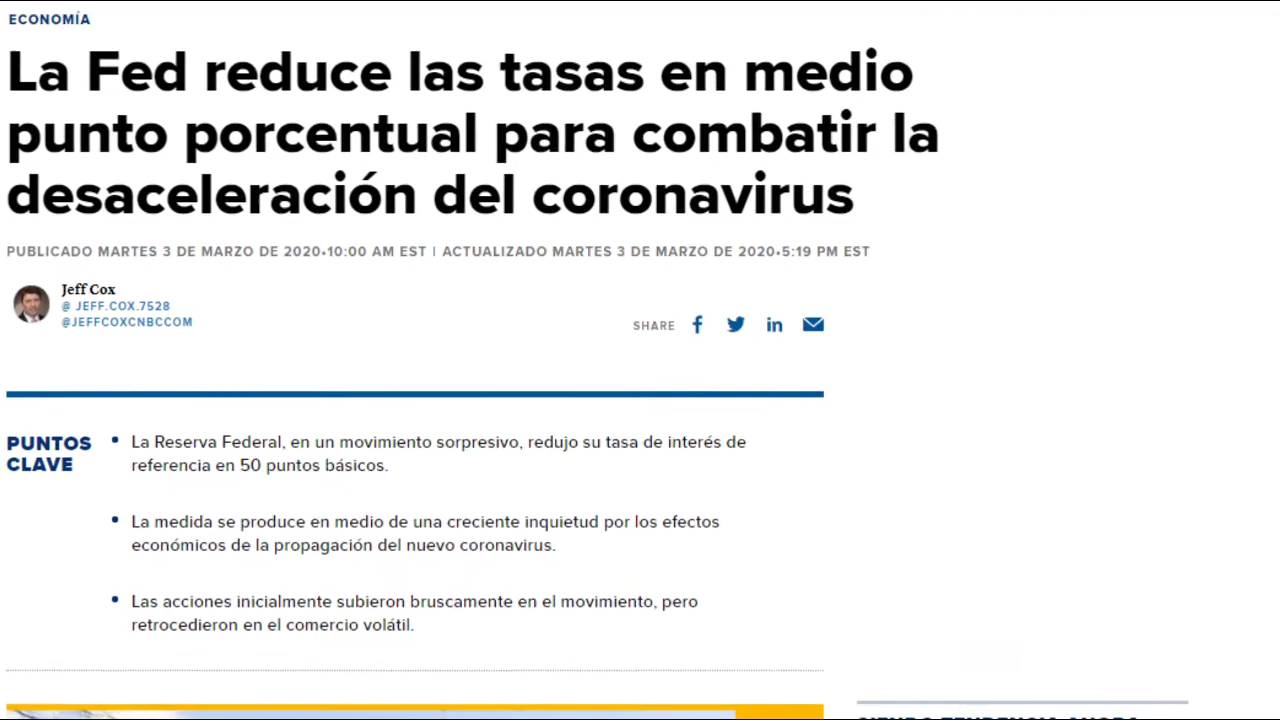 ECONOMÍA
La Fed reduce las tasas en medio
punto porcentual para combatir la
desaceleración del coronavirus
PUBLICADO MARTES 3 DE MARZO DE 2020•10:00 AM EST | ACTUALIZADO MARTES 3 DE MARZO DE 2020•5:19 PM EST
Jeff Cox
@ JEFF.COX.7528
@JEFFCOXCNBCCOM
SHARE
PUNTOS
CLAVE
• La Reserva Federal, en un movimiento sorpresivo, redujo su tasa de interés de
referencia en 50 puntos básicos.
• La medida se produce en medio de una creciente inquietud por los efectos
económicos de la propagación del nuevo coronavirus.
• Las acciones inicialmente subieron bruscamente en el movimiento, pero
retrocedieron en el comercio volátil.